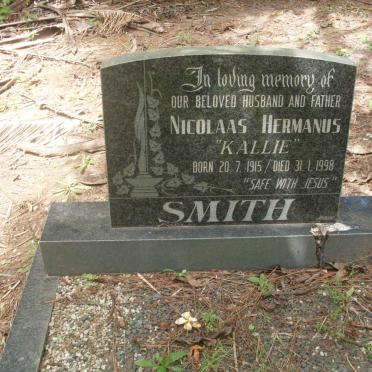 In loving memory of
OUR BELOVED HUSBAND AND FATHER
NICOLAAS HERMANUS
"KALLIE"
BORN 20.7.1915 / DIED 31.1.1998
"SAFE WITH JESUS"
SMITH